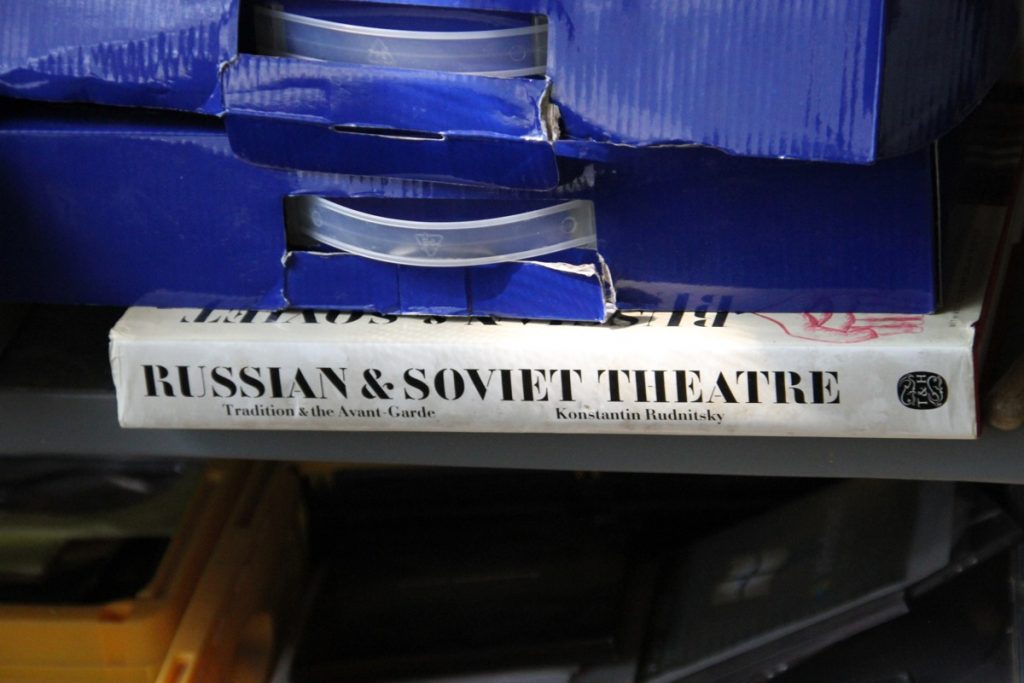 RUSSIAN & SOVIET THEATRE
Tradition & the Avant-Garde
Konstantin Rudnitsky